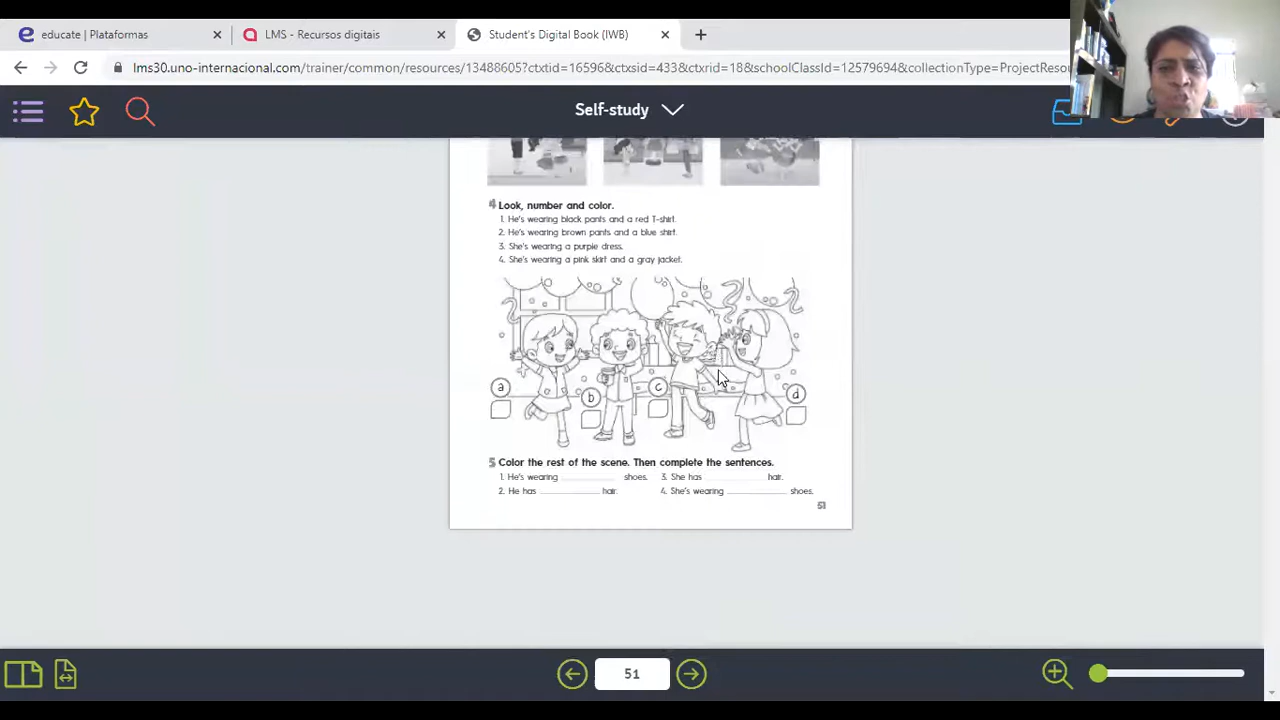 educate | Plataformas
LMS - Recursos digitais
Student's Digital Book (IWB)
lms30.uno-internacional.com/trainer/common/resources/13488605?ctxtid=16596&ctxsid=433&ctxrid=18&schoolClassId=12579694&collectionType=ProjectResou
Self-study
4 Look, number and color.
1. He's wearing black pants and a red T-shirt.
2. He's wearing brown pants and a blue shirt.
3. She's wearing a purple dress.
4. She's wearing a pink skirt and a gray jacket.
a
b
c
d
5 Color the rest of the scene. Then complete the sentences.
1. He's wearing ____________ shoes. 3. She has ____________ hair.
2. He has ____________ hair. 4. She's wearing ____________ shoes.
51
51